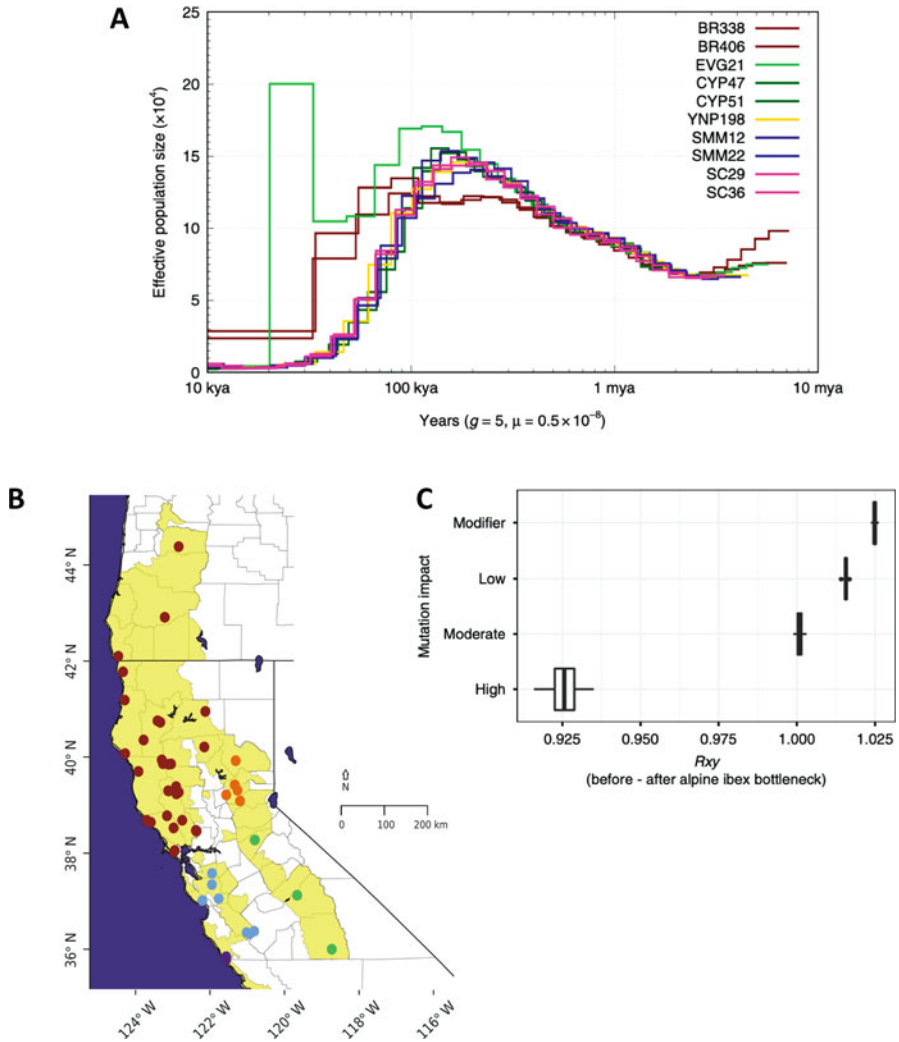 A
Effective population size (×10⁴)
25
20
15
10
5
0
BR338
BR406
EVG21
CYP47
CYP51
YNP198
SMM12
SMM22
SC29
SC36
10 kya
100 kya
1 mya
10 mya
Years (g = 5, μ = 0.5 × 10⁻⁸)
B
44° N
42° N
40° N
38° N
36° N
N
0 100 200 km
124° W
122° W
120° W
118° W
116° W
C
Mutation impact
Modifier
Low
Moderate
High
0.925
0.950
0.975
1.000
1.025
Rxy
(before - after alpine ibex bottleneck)